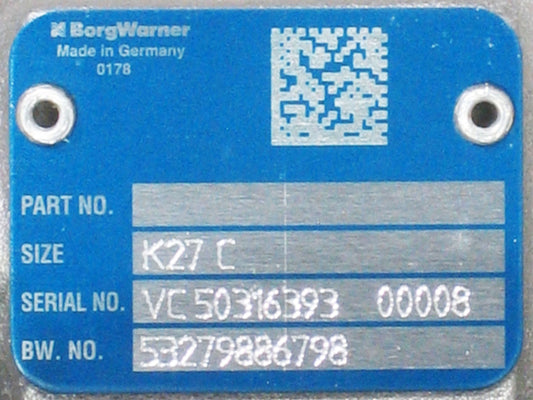 BorgWarner
Made in Germany
0178
PART NO.
SIZE K27 C
SERIAL NO. VC 50316393 00008
BW. NO. 53279886798